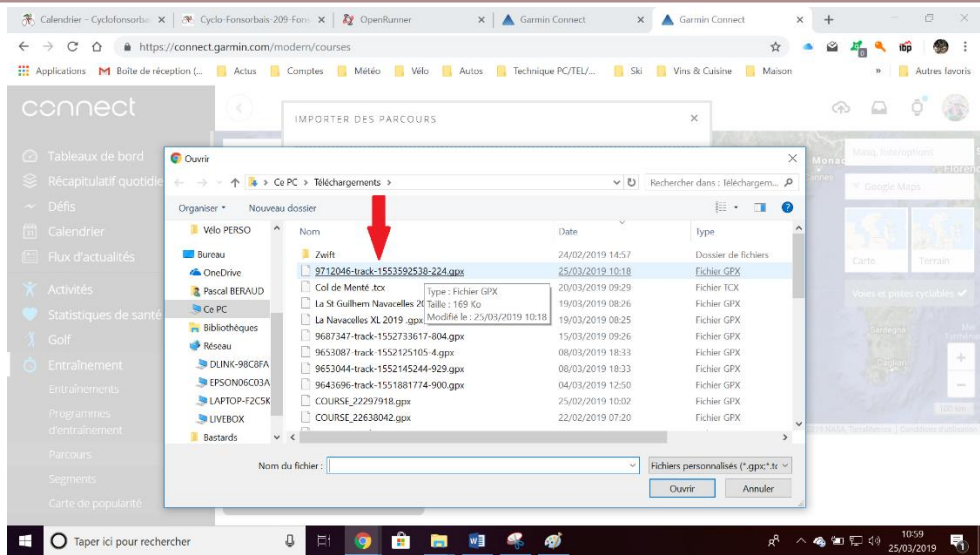 Calendrier - Cyclofonsorba
Cyclo-Fonsorbais-209-Fons
OpenRunner
Garmin Connect
Garmin Connect
https://connect.garmin.com/modern/courses
Applications
Boîte de réception (...
Actus
Comptes
Météo
Vélo
Autos
Technique PC/TEL/...
Ski
Vins & Cuisine
Maison
»
Autres favoris
connect
IMPORTER DES PARCOURS
Tableaux de bord
Récapitulatif quotidie
Défis
Calendrier
Flux d'actualités
Activités
Statistiques de santé
Golf
Entraînement
Entraînements
Programmes
d'entraînement
Parcours
Segments
Carte de popularité
Ouvrir
Ce PC > Téléchargements >
Rechercher dans : Téléchargem...
Organiser
Nouveau dossier
Vélo PERSO
Bureau
OneDrive
Pascal BERAUD
Ce PC
Bibliothèques
Réseau
DLINK-98C8FA
EPSON06C03A
LAPTOP-F2C5K
LIVEBOX
Bastards
Nom Date Type
Zwift 24/02/2019 14:57 Dossier de fichiers
9712046-track-1553592538-224.gpx 25/03/2019 10:18 Fichier GPX
Col de Menté .tcx 20/03/2019 09:29 Fichier TCX
La St Guilhem Navacelles 20 19/03/2019 08:26 Fichier GPX
La Navacelles XL 2019 .gpx 19/03/2019 08:25 Fichier GPX
9687347-track-1552733617-804.gpx 15/03/2019 09:26 Fichier GPX
9653087-track-1552125105-4.gpx 08/03/2019 18:33 Fichier GPX
9653044-track-1552145244-929.gpx 08/03/2019 18:33 Fichier GPX
9643696-track-1551881774-900.gpx 04/03/2019 12:50 Fichier GPX
COURSE_22297918.gpx 25/02/2019 10:02 Fichier GPX
COURSE_22638042.gpx 22/02/2019 07:20 Fichier GPX
Type : Fichier GPX
Taille : 169 Ko
Modifié le : 25/03/2019 10:18
Nom du fichier :
Fichiers personnalisés (*.gpx;*.tc
Ouvrir
Annuler
Google Maps
Carte
Terrain
Voies et pistes cyclables
Taper ici pour rechercher
10:59
25/03/2019